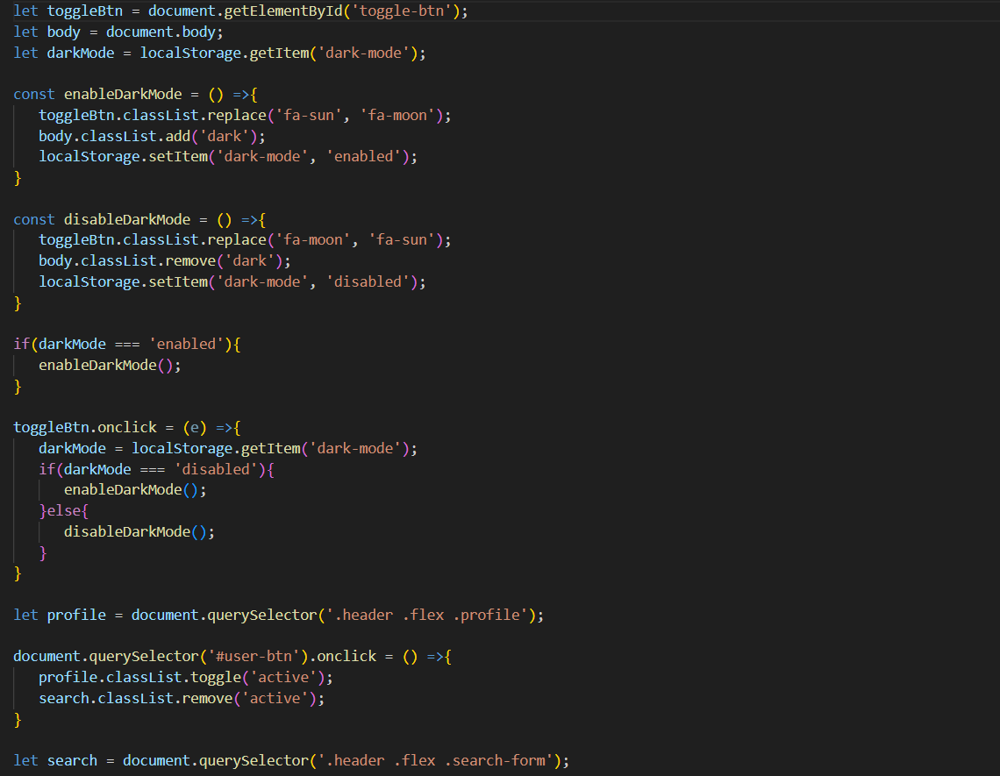 let toggleBtn = document.getElementById('toggle-btn');
let body = document.body;
let darkMode = localStorage.getItem('dark-mode');

const enableDarkMode = () =>{
   toggleBtn.classList.replace('fa-sun', 'fa-moon');
   body.classList.add('dark');
   localStorage.setItem('dark-mode', 'enabled');
}

const disableDarkMode = () =>{
   toggleBtn.classList.replace('fa-moon', 'fa-sun');
   body.classList.remove('dark');
   localStorage.setItem('dark-mode', 'disabled');
}

if(darkMode === 'enabled'){
   enableDarkMode();
}

toggleBtn.onclick = (e) =>{
   darkMode = localStorage.getItem('dark-mode');
   if(darkMode === 'disabled'){
      enableDarkMode();
   }else{
      disableDarkMode();
   }
}

let profile = document.querySelector('.header .flex .profile');

document.querySelector('#user-btn').onclick = () =>{
   profile.classList.toggle('active');
   search.classList.remove('active');
}

let search = document.querySelector('.header .flex .search-form');